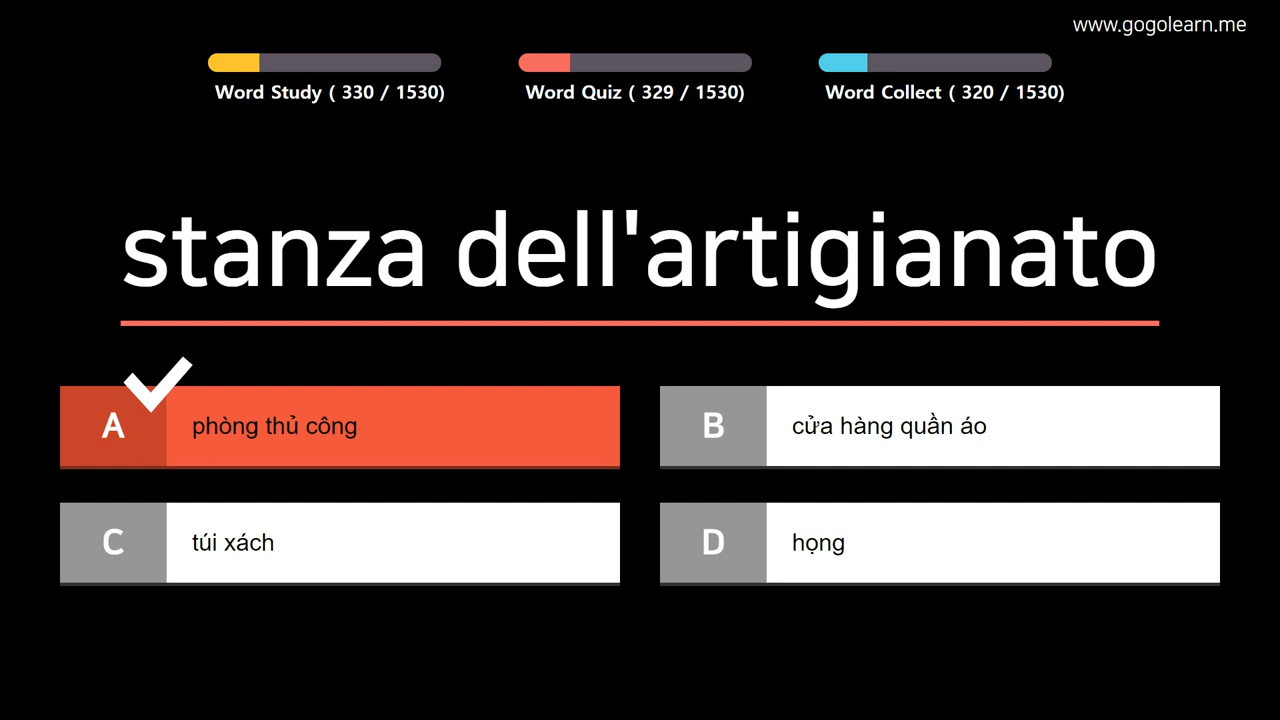 www.gogolearn.me
Word Study ( 330 / 1530)
Word Quiz ( 329 / 1530)
Word Collect ( 320 / 1530)
stanza dell'artigianato
A phòng thủ công
B cửa hàng quần áo
C túi xách
D họng